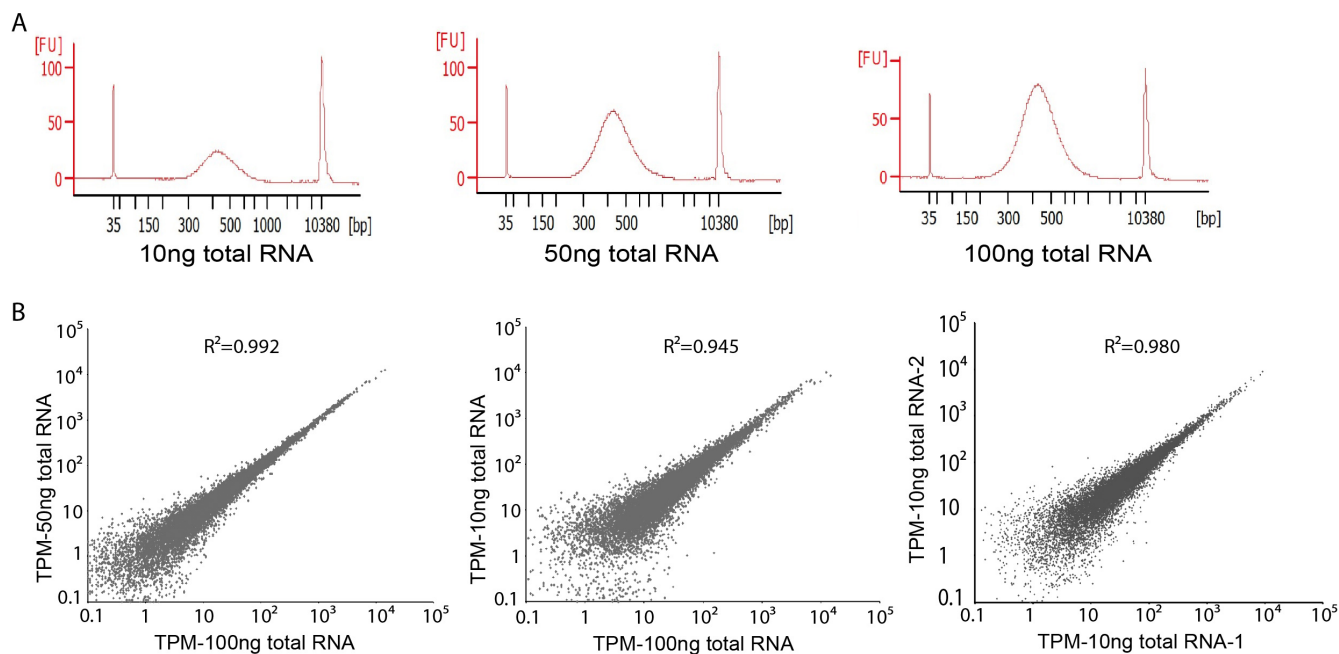 A
[FU]
100
50
0
35 150 300 500 1000 10380 [bp]
10ng total RNA
[FU]
100
50
0
35 150 300 500 10380 [bp]
50ng total RNA
[FU]
50
0
35 150 300 500 10380 [bp]
100ng total RNA
B
R²=0.992
TPM-50ng total RNA
10⁵
10⁴
10³
10²
10
1
0.1
0.1 1 10 10² 10³ 10⁴ 10⁵
TPM-100ng total RNA
R²=0.945
TPM-10ng total RNA
10⁵
10⁴
10³
10²
10
1
0.1
0.1 1 10 10² 10³ 10⁴ 10⁵
TPM-100ng total RNA
R²=0.980
TPM-10ng total RNA-2
10⁵
10⁴
10³
10²
10
1
0.1
0.1 1 10 10² 10³ 10⁴ 10⁵
TPM-10ng total RNA-1